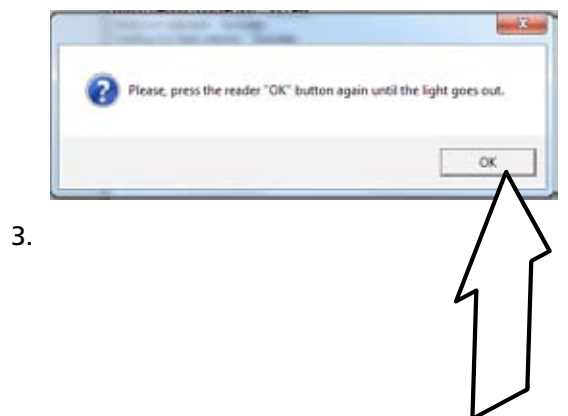 Please, press the reader "OK" button again until the light goes out.
OK
3.